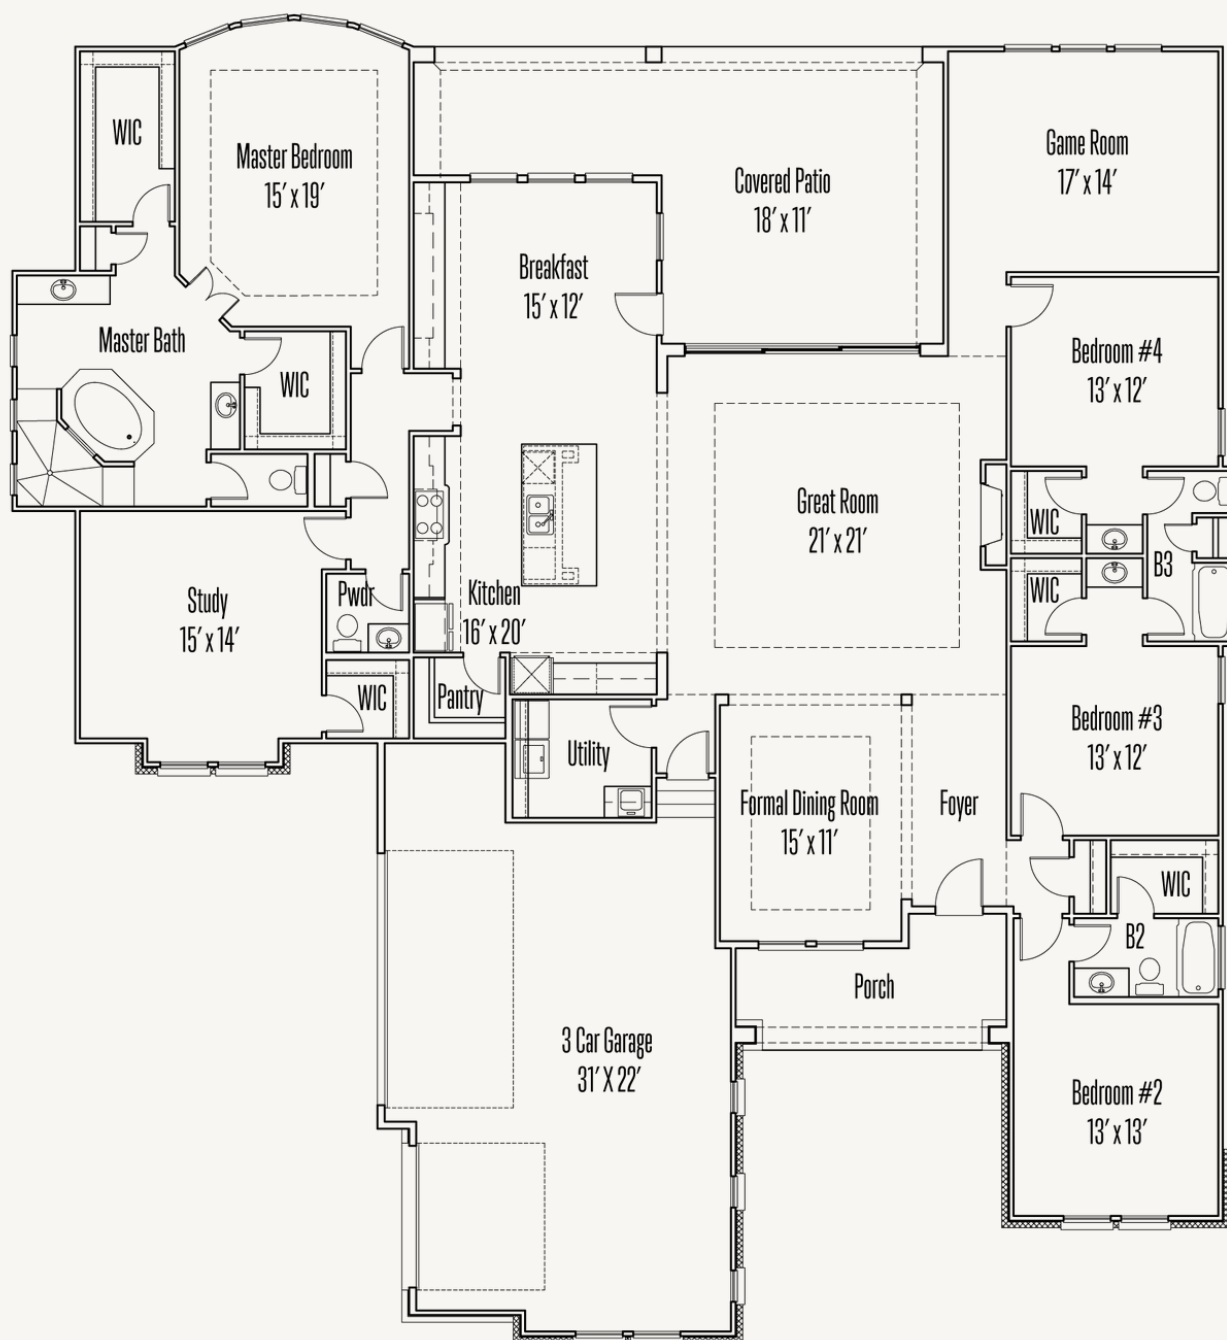 WIC
Master Bedroom
15' x 19'
Game Room
17' x 14'
Covered Patio
18' x 11'
Breakfast
15' x 12'
Master Bath
WIC
Bedroom #4
13' x 12'
Great Room
21' x 21'
WIC
B3
WIC
Study
15' x 14'
Pwdr
Kitchen
16' x 20'
WIC
Pantry
Utility
Bedroom #3
13' x 12'
Formal Dining Room
15' x 11'
Foyer
WIC
B2
Porch
3 Car Garage
31' X 22'
Bedroom #2
13' x 13'